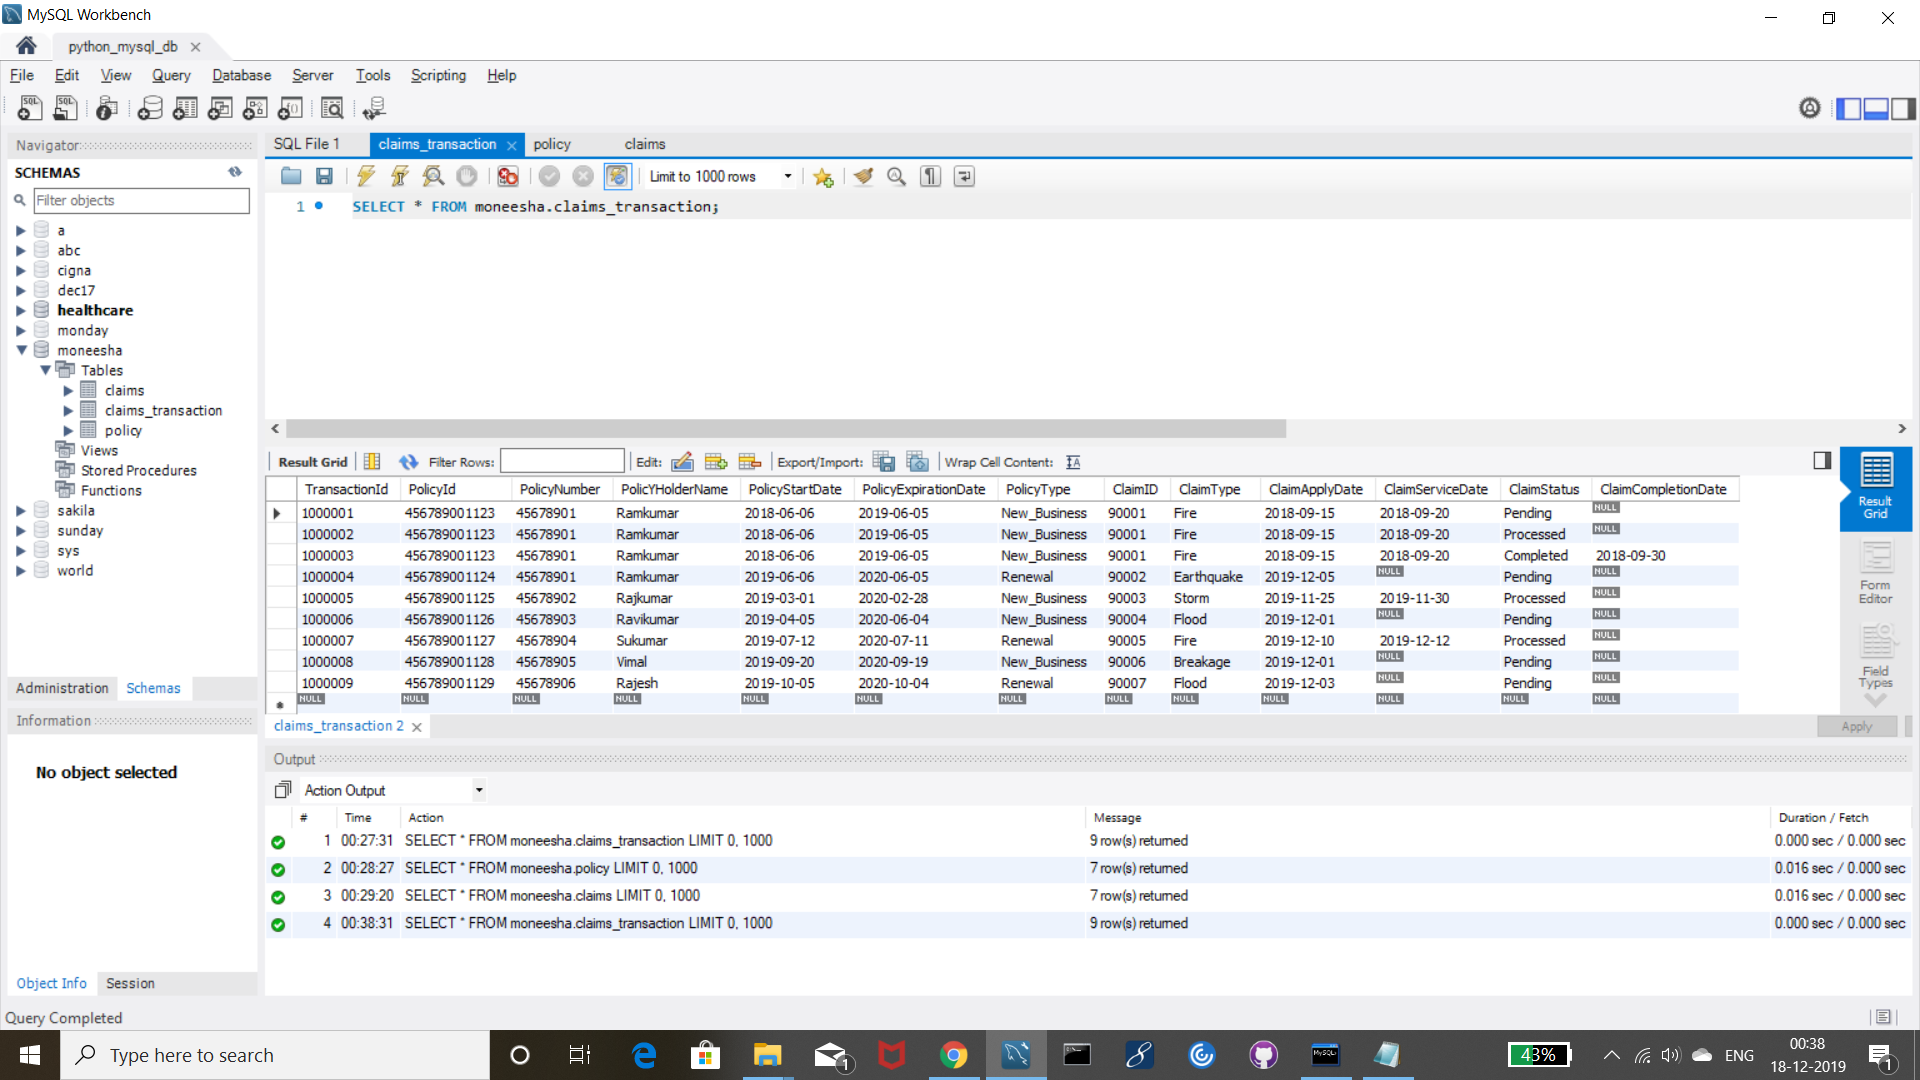 MySQL Workbench
python_mysql_db
File Edit View Query Database Server Tools Scripting Help
Navigator
SCHEMAS
Filter objects
a
abc
cigna
dec17
healthcare
monday
moneesha
Tables
claims
claims_transaction
policy
Views
Stored Procedures
Functions
sakila
sunday
sys
world
Administration Schemas
Information
No object selected
Object Info Session
SQL File 1 claims_transaction policy claims
Limit to 1000 rows
1 SELECT * FROM moneesha.claims_transaction;
Result Grid Filter Rows: Edit: Export/Import: Wrap Cell Content:
TransactionId PolicyId PolicyNumber PolicYHolderName PolicyStartDate PolicyExpirationDate PolicyType ClaimID ClaimType ClaimApplyDate ClaimServiceDate ClaimStatus ClaimCompletionDate
1000001 456789001123 45678901 Ramkumar 2018-06-06 2019-06-05 New_Business 90001 Fire 2018-09-15 2018-09-20 Pending NULL
1000002 456789001123 45678901 Ramkumar 2018-06-06 2019-06-05 New_Business 90001 Fire 2018-09-15 2018-09-20 Processed NULL
1000003 456789001123 45678901 Ramkumar 2018-06-06 2019-06-05 New_Business 90001 Fire 2018-09-15 2018-09-20 Completed 2018-09-30
1000004 456789001124 45678901 Ramkumar 2019-06-06 2020-06-05 Renewal 90002 Earthquake 2019-12-05 NULL Pending NULL
1000005 456789001125 45678902 Rajkumar 2019-03-01 2020-02-28 New_Business 90003 Storm 2019-11-25 2019-11-30 Processed NULL
1000006 456789001126 45678903 Ravikumar 2019-04-05 2020-06-04 New_Business 90004 Flood 2019-12-01 NULL Pending NULL
1000007 456789001127 45678904 Sukumar 2019-07-12 2020-07-11 Renewal 90005 Fire 2019-12-10 2019-12-12 Processed NULL
1000008 456789001128 45678905 Vimal 2019-09-20 2020-09-19 New_Business 90006 Breakage 2019-12-01 NULL Pending NULL
1000009 456789001129 45678906 Rajesh 2019-10-05 2020-10-04 Renewal 90007 Flood 2019-12-03 NULL Pending NULL
NULL NULL NULL NULL NULL NULL NULL NULL NULL NULL NULL NULL NULL
Result
Grid
Form
Editor
Field
Types
claims_transaction 2
Apply
Output
Action Output
# Time Action Message Duration / Fetch
1 00:27:31 SELECT * FROM moneesha.claims_transaction LIMIT 0, 1000 9 row(s) returned 0.000 sec / 0.000 sec
2 00:28:27 SELECT * FROM moneesha.policy LIMIT 0, 1000 7 row(s) returned 0.016 sec / 0.000 sec
3 00:29:20 SELECT * FROM moneesha.claims LIMIT 0, 1000 7 row(s) returned 0.016 sec / 0.000 sec
4 00:38:31 SELECT * FROM moneesha.claims_transaction LIMIT 0, 1000 9 row(s) returned 0.000 sec / 0.000 sec
Query Completed
Type here to search
1
43%
ENG
00:38
18-12-2019
1